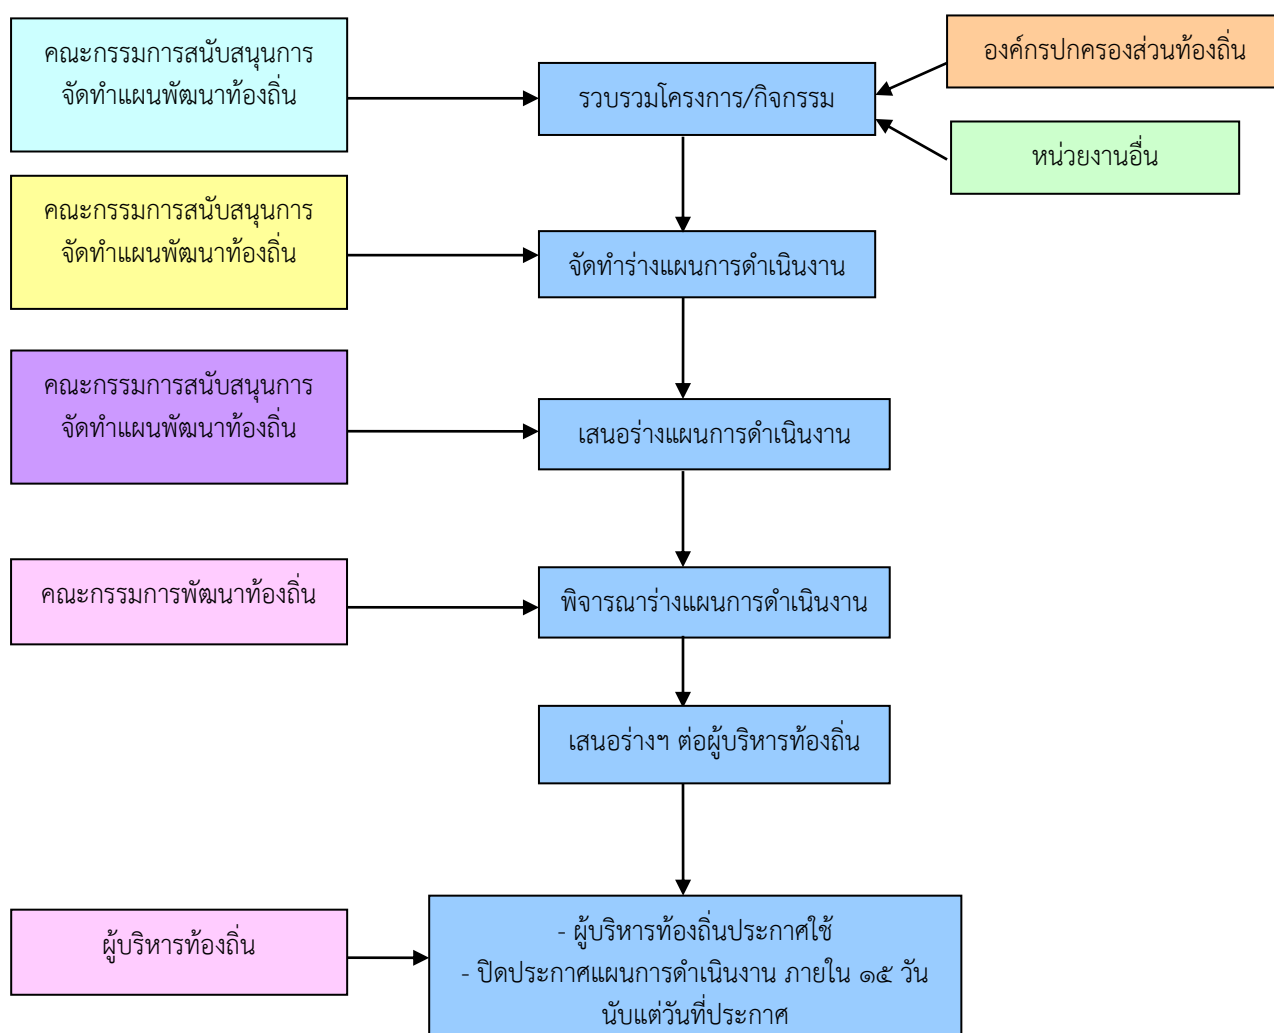 คณะกรรมการสนับสนุนการ
จัดทำแผนพัฒนาท้องถิ่น
รวบรวมโครงการ/กิจกรรม
องค์กรปกครองส่วนท้องถิ่น
หน่วยงานอื่น
คณะกรรมการสนับสนุนการ
จัดทำแผนพัฒนาท้องถิ่น
จัดทำร่างแผนการดำเนินงาน
คณะกรรมการสนับสนุนการ
จัดทำแผนพัฒนาท้องถิ่น
เสนอร่างแผนการดำเนินงาน
คณะกรรมการพัฒนาท้องถิ่น
พิจารณาร่างแผนการดำเนินงาน
เสนอร่างฯ ต่อผู้บริหารท้องถิ่น
ผู้บริหารท้องถิ่น
- ผู้บริหารท้องถิ่นประกาศใช้
- ปิดประกาศแผนการดำเนินงาน ภายใน ๑๕ วัน
นับแต่วันที่ประกาศ